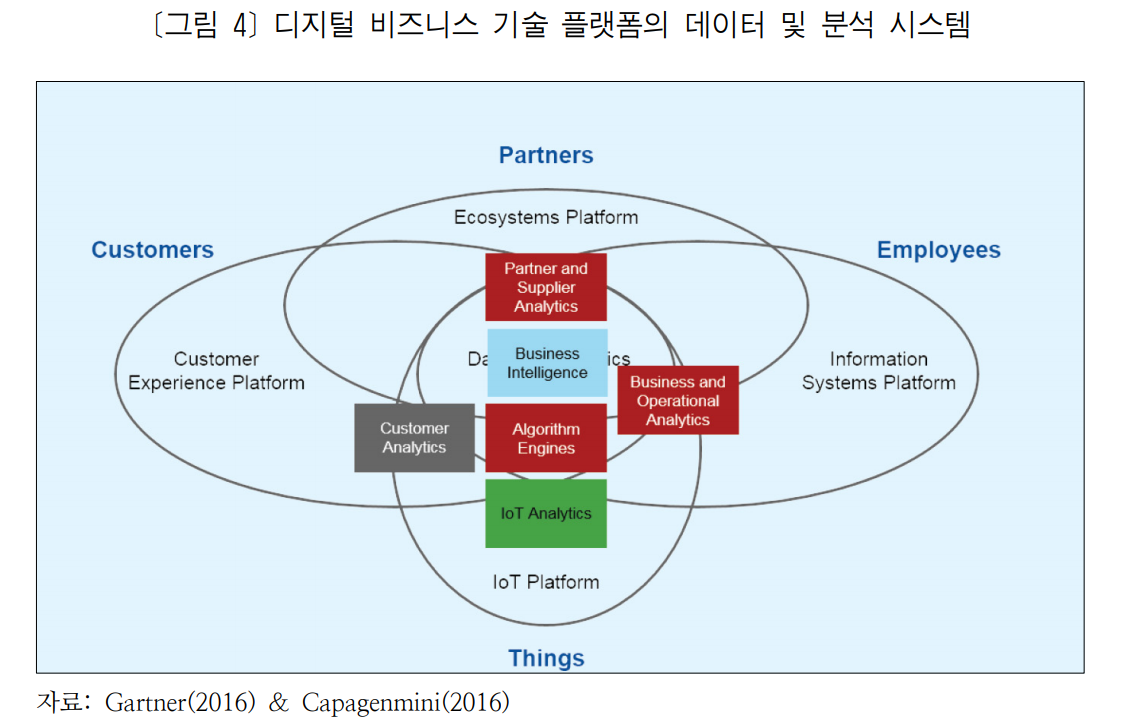 〔그림 4〕 디지털 비즈니스 기술 플랫폼의 데이터 및 분석 시스템
Partners
Ecosystems Platform
Customers
Employees
Partner and
Supplier
Analytics
Business
Intelligence
Customer
Experience Platform
Information
Systems Platform
Business and
Operational
Analytics
Customer
Analytics
Algorithm
Engines
IoT Analytics
IoT Platform
Things
자료: Gartner(2016) & Capagenmini(2016)